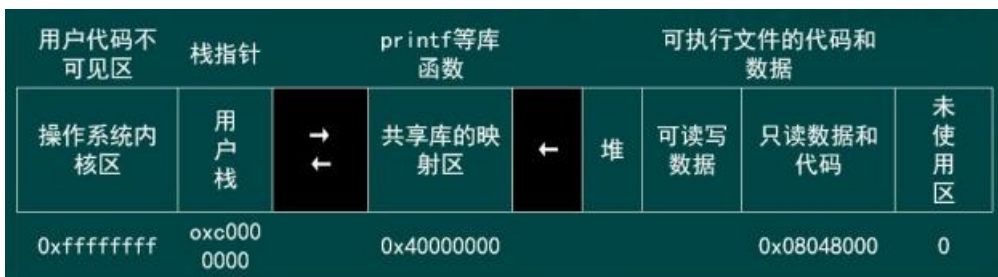 用户代码不
可见区
栈指针
printf等库
函数
可执行文件的代码和
数据
操作系统内
核区
用
户
栈
→
←
共享库的映
射区
←
堆
可读写
数据
只读数据和
代码
未
使
用
区
0xffffffff
oxc000
0000
0x40000000
0x08048000
0